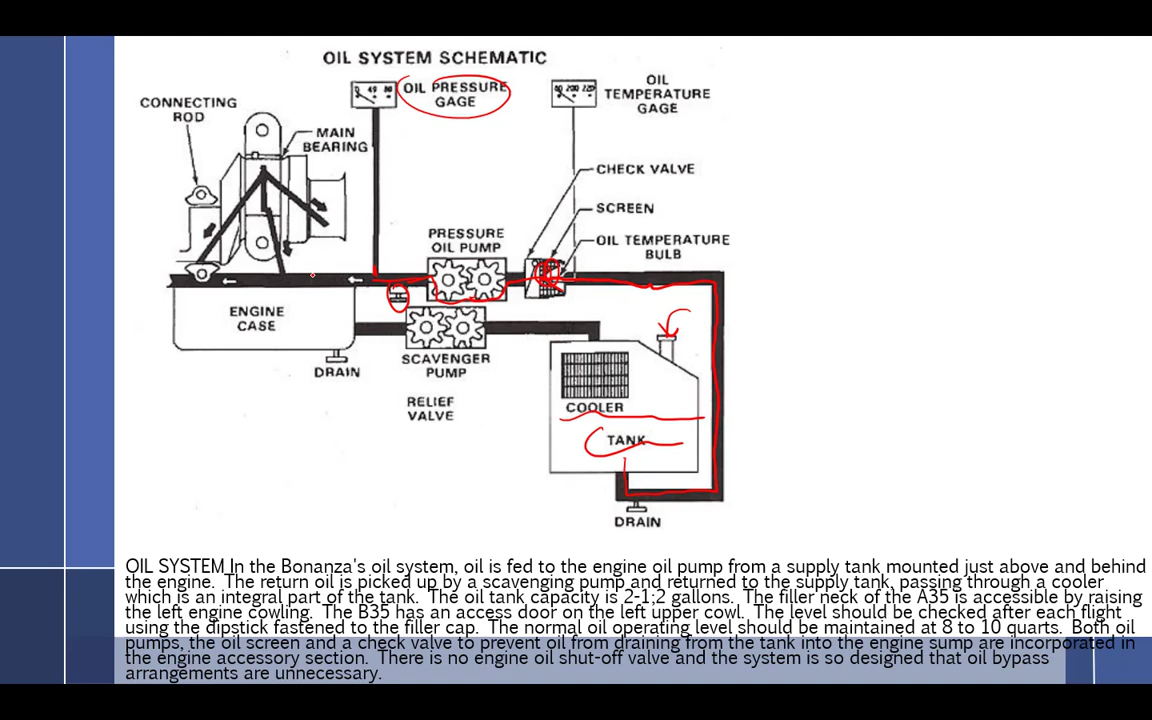 OIL SYSTEM SCHEMATIC
0 49 80
OIL PRESSURE
GAGE
60 200 220
OIL
TEMPERATURE
GAGE
CONNECTING
ROD
MAIN
BEARING
CHECK VALVE
SCREEN
PRESSURE
OIL PUMP
OIL TEMPERATURE
BULB
ENGINE
CASE
DRAIN
SCAVENGER
PUMP
RELIEF
VALVE
COOLER
TANK
DRAIN
OIL SYSTEM In the Bonanza's oil system, oil is fed to the engine oil pump from a supply tank mounted just above and behind
the engine. The return oil is picked up by a scavenging pump and returned to the supply tank, passing through a cooler
which is an integral part of the tank. The oil tank capacity is 2-1;2 gallons. The filler neck of the A35 is accessible by raising
the left engine cowling. The B35 has an access door on the left upper cowl. The level should be checked after each flight
using the dipstick fastened to the filler cap. The normal oil operating level should be maintained at 8 to 10 quarts. Both oil
pumps, the oil screen and a check valve to prevent oil from draining from the tank into the engine sump are incorporated in
the engine accessory section. There is no engine oil shut-off valve and the system is so designed that oil bypass
arrangements are unnecessary.